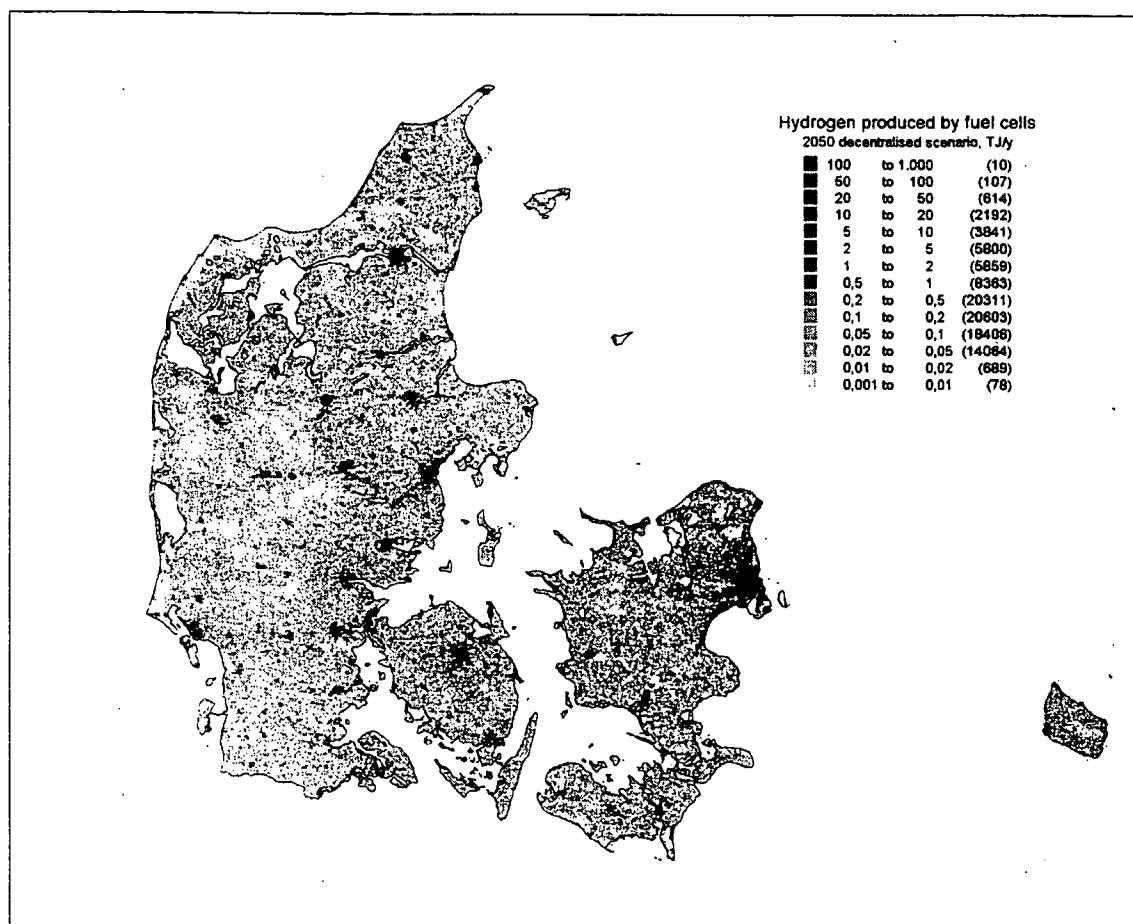 Hydrogen produced by fuel cells
2050 decentralised scenario, TJ/y
100 to 1.000 (10)
50 to 100 (107)
20 to 50 (614)
10 to 20 (2192)
5 to 10 (3841)
2 to 5 (5800)
1 to 2 (5859)
0,5 to 1 (8363)
0,2 to 0,5 (20311)
0,1 to 0,2 (20603)
0,05 to 0,1 (18408)
0,02 to 0,05 (14064)
0,01 to 0,02 (689)
0,001 to 0,01 (78)